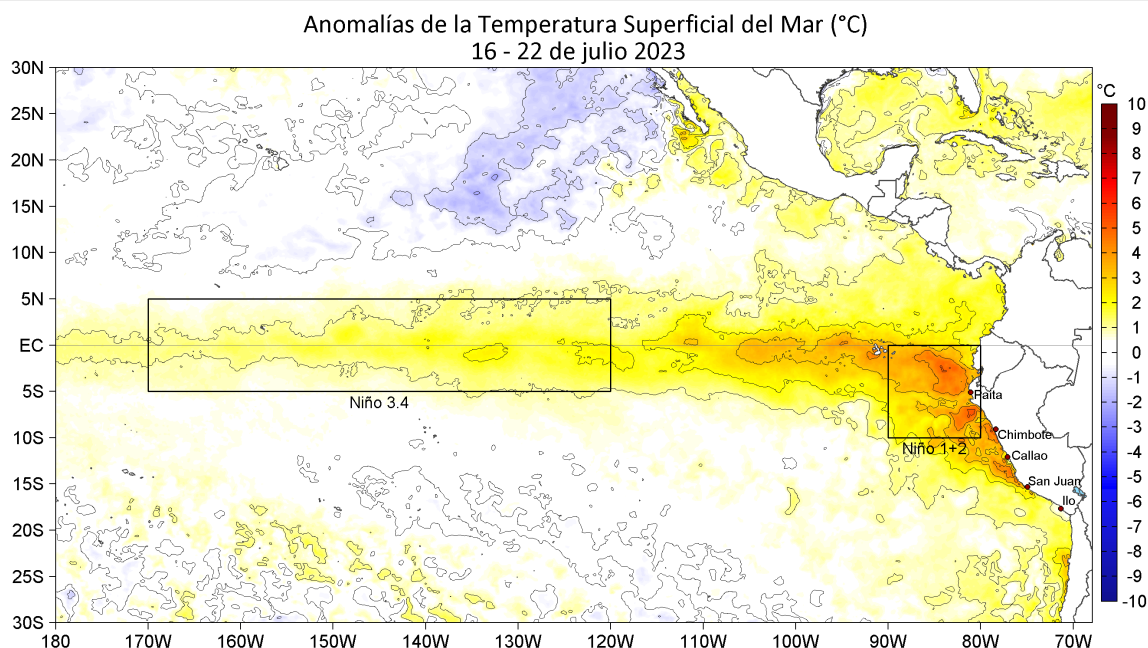 Anomalías de la Temperatura Superficial del Mar (°C)
16 - 22 de julio 2023
30N
25N
20N
15N
10N
5N
EC
5S
10S
15S
20S
25S
30S
180
170W
160W
150W
140W
130W
120W
110W
100W
90W
80W
70W
Niño 3.4
Niño 1+2
Paita
Chimbote
Callao
San Juan
Ilo
°C
10
9
8
7
6
5
4
3
2
1
0
-1
-2
-3
-4
-5
-6
-7
-8
-9
-10